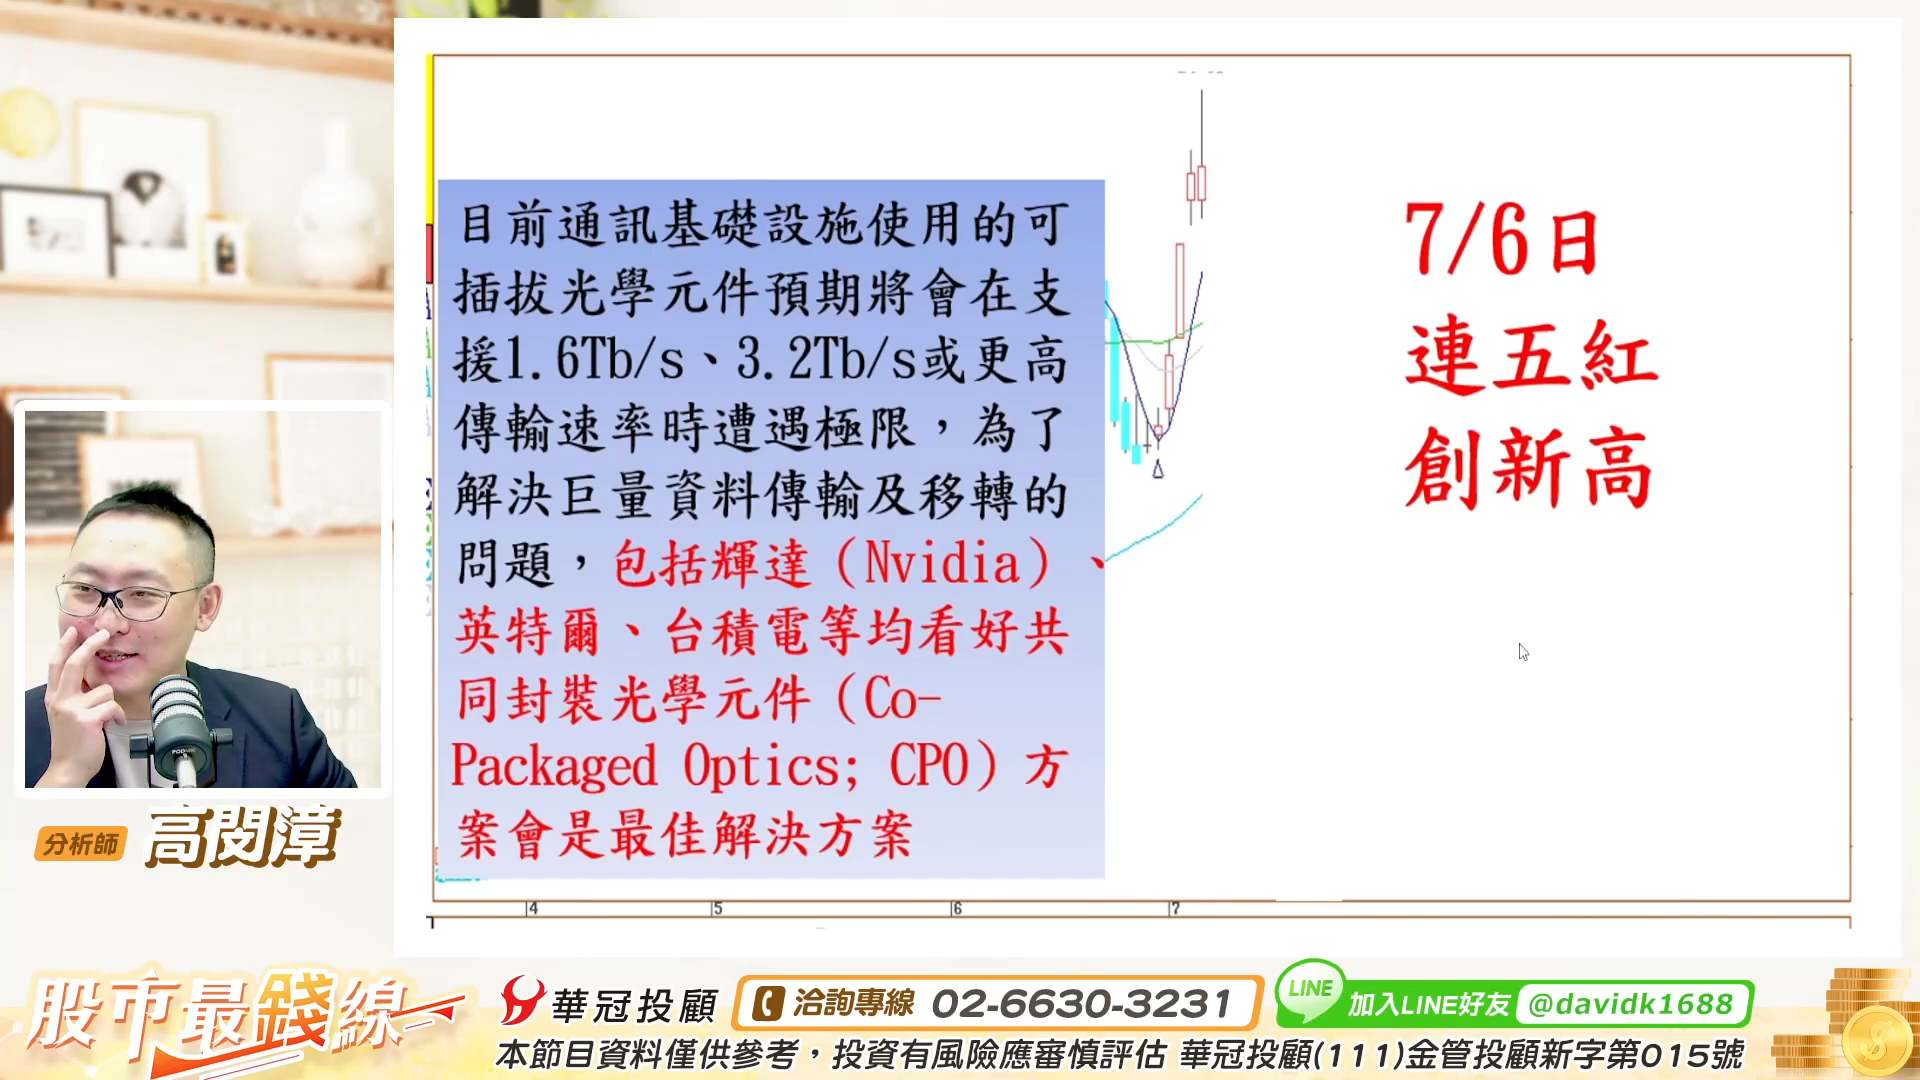 目前通訊基礎設施使用的可
插拔光學元件預期將會在支
援1.6Tb/s、3.2Tb/s或更高
傳輸速率時遭遇極限，為了
解決巨量資料傳輸及移轉的
問題，包括輝達（Nvidia）、
英特爾、台積電等均看好共
同封裝光學元件（Co-
Packaged Optics; CPO）方
案會是最佳解決方案
7/6日
連五紅
創新高
4 5 6 7
PODMIC
分析師 高閔漳
股市最錢線
華冠投顧 洽詢專線 02-6630-3231
LINE 加入LINE好友 @davidk1688
本節目資料僅供參考，投資有風險應審慎評估 華冠投顧(111)金管投顧新字第015號